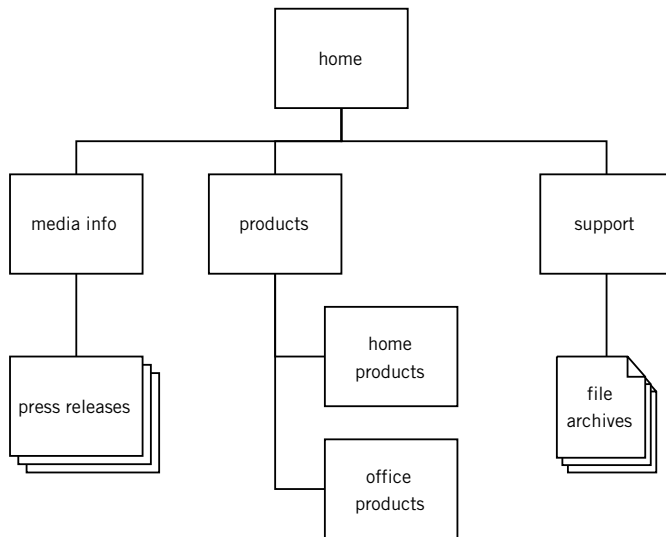 home
media info
products
support
home
products
press releases
file
archives
office
products